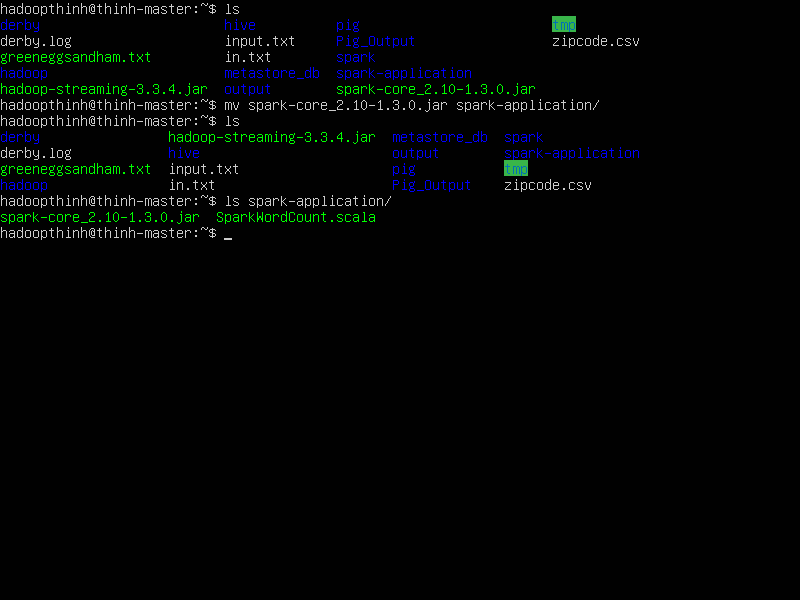 hadoopthinh@thinh-master:~$ ls
derby hive pig tmp
derby.log input.txt Pig_Output zipcode.csv
greeneggsandham.txt in.txt spark
hadoop metastore_db spark-application
hadoop-streaming-3.3.4.jar output spark-core_2.10-1.3.0.jar
hadoopthinh@thinh-master:~$ mv spark-core_2.10-1.3.0.jar spark-application/
hadoopthinh@thinh-master:~$ ls
derby hadoop-streaming-3.3.4.jar metastore_db spark
derby.log hive output spark-application
greeneggsandham.txt input.txt pig tmp
hadoop in.txt Pig_Output zipcode.csv
hadoopthinh@thinh-master:~$ ls spark-application/
spark-core_2.10-1.3.0.jar SparkWordCount.scala
hadoopthinh@thinh-master:~$ _